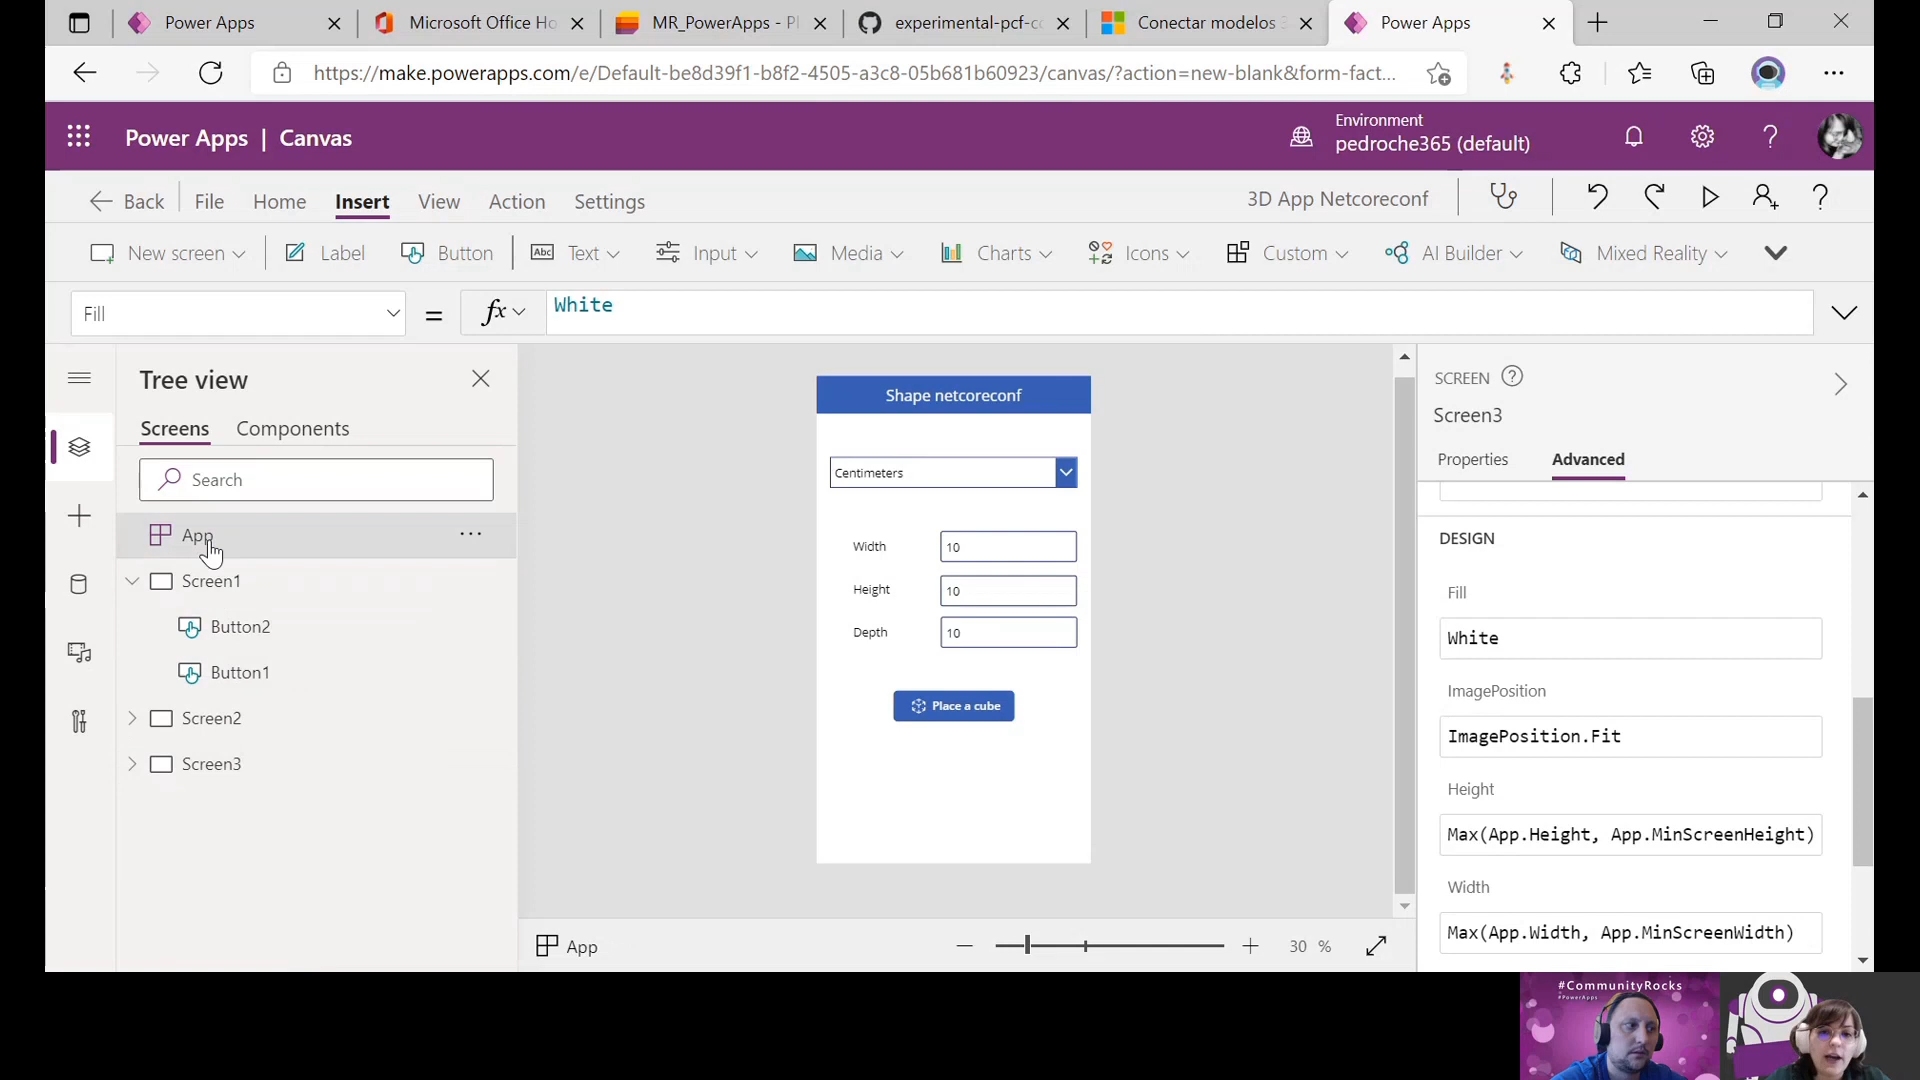 Power Apps
Microsoft Office Ho
MR_PowerApps - Pl
experimental-pcf-co
Conectar modelos 3
Power Apps
https://make.powerapps.com/e/Default-be8d39f1-b8f2-4505-a3c8-05b681b60923/canvas/?action=new-blank&form-fact...
Power Apps | Canvas
Environment
pedroche365 (default)
Back
File
Home
Insert
View
Action
Settings
3D App Netcoreconf
New screen
Label
Button
Abc Text
Input
Media
Charts
Icons
Custom
AI Builder
Mixed Reality
Fill
=
fx
White
Tree view
Screens
Components
Search
App
Screen1
Button2
Button1
Screen2
Screen3
Shape netcoreconf
Centimeters
Width
10
Height
10
Depth
10
Place a cube
App
30 %
SCREEN
Screen3
Properties
Advanced
DESIGN
Fill
White
ImagePosition
ImagePosition.Fit
Height
Max(App.Height, App.MinScreenHeight)
Width
Max(App.Width, App.MinScreenWidth)
#CommunityRocks
#PowerApps